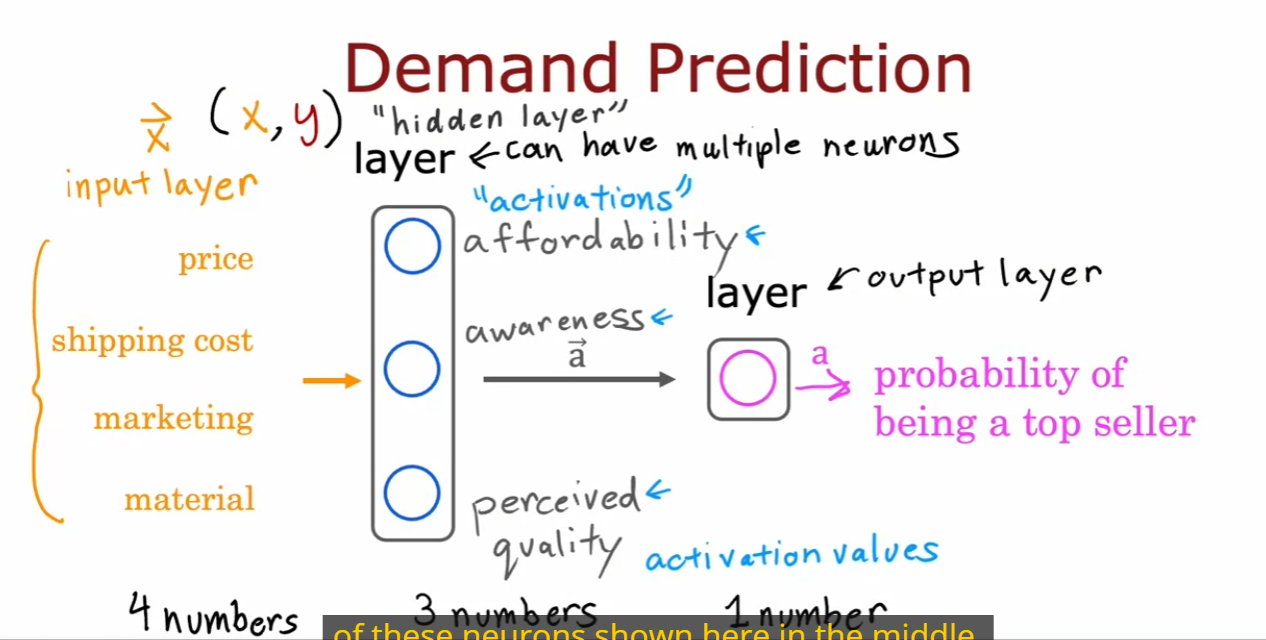 Demand Prediction
x⃗ (x, y) "hidden layer"
layer ← can have multiple neurons
input layer
"activations"
price
affordability ←
layer ← output layer
shipping cost
awareness ←
a⃗
a
marketing
probability of
being a top seller
material
perceived ←
quality
activation values
4 numbers
3 numbers
1 number
of these neurons shown here in the middle